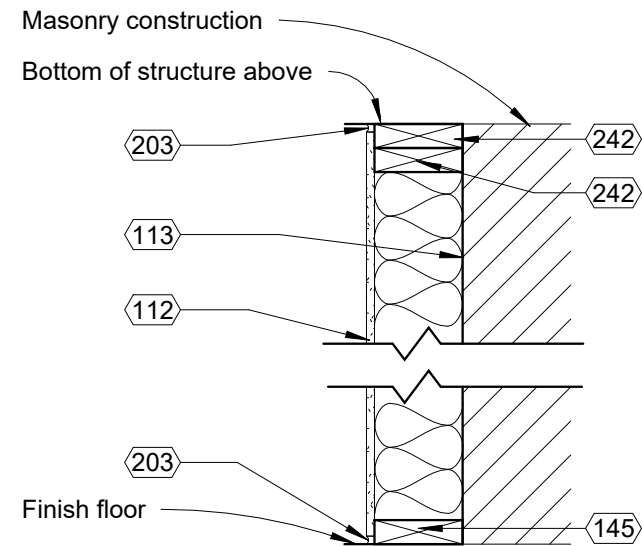 Masonry construction
Bottom of structure above
203
242
242
113
112
203
Finish floor
145